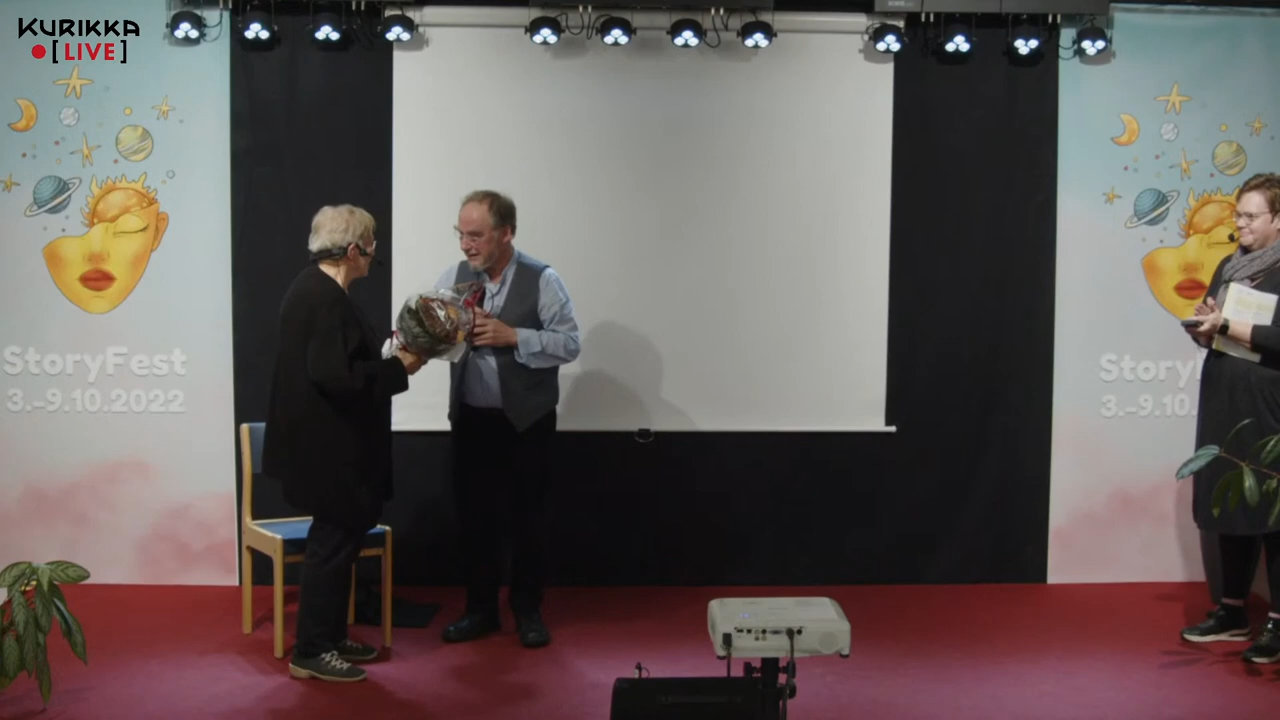 KURIKKA
[LIVE]
StoryFest
3.-9.10.2022
Story
3.-9.10.